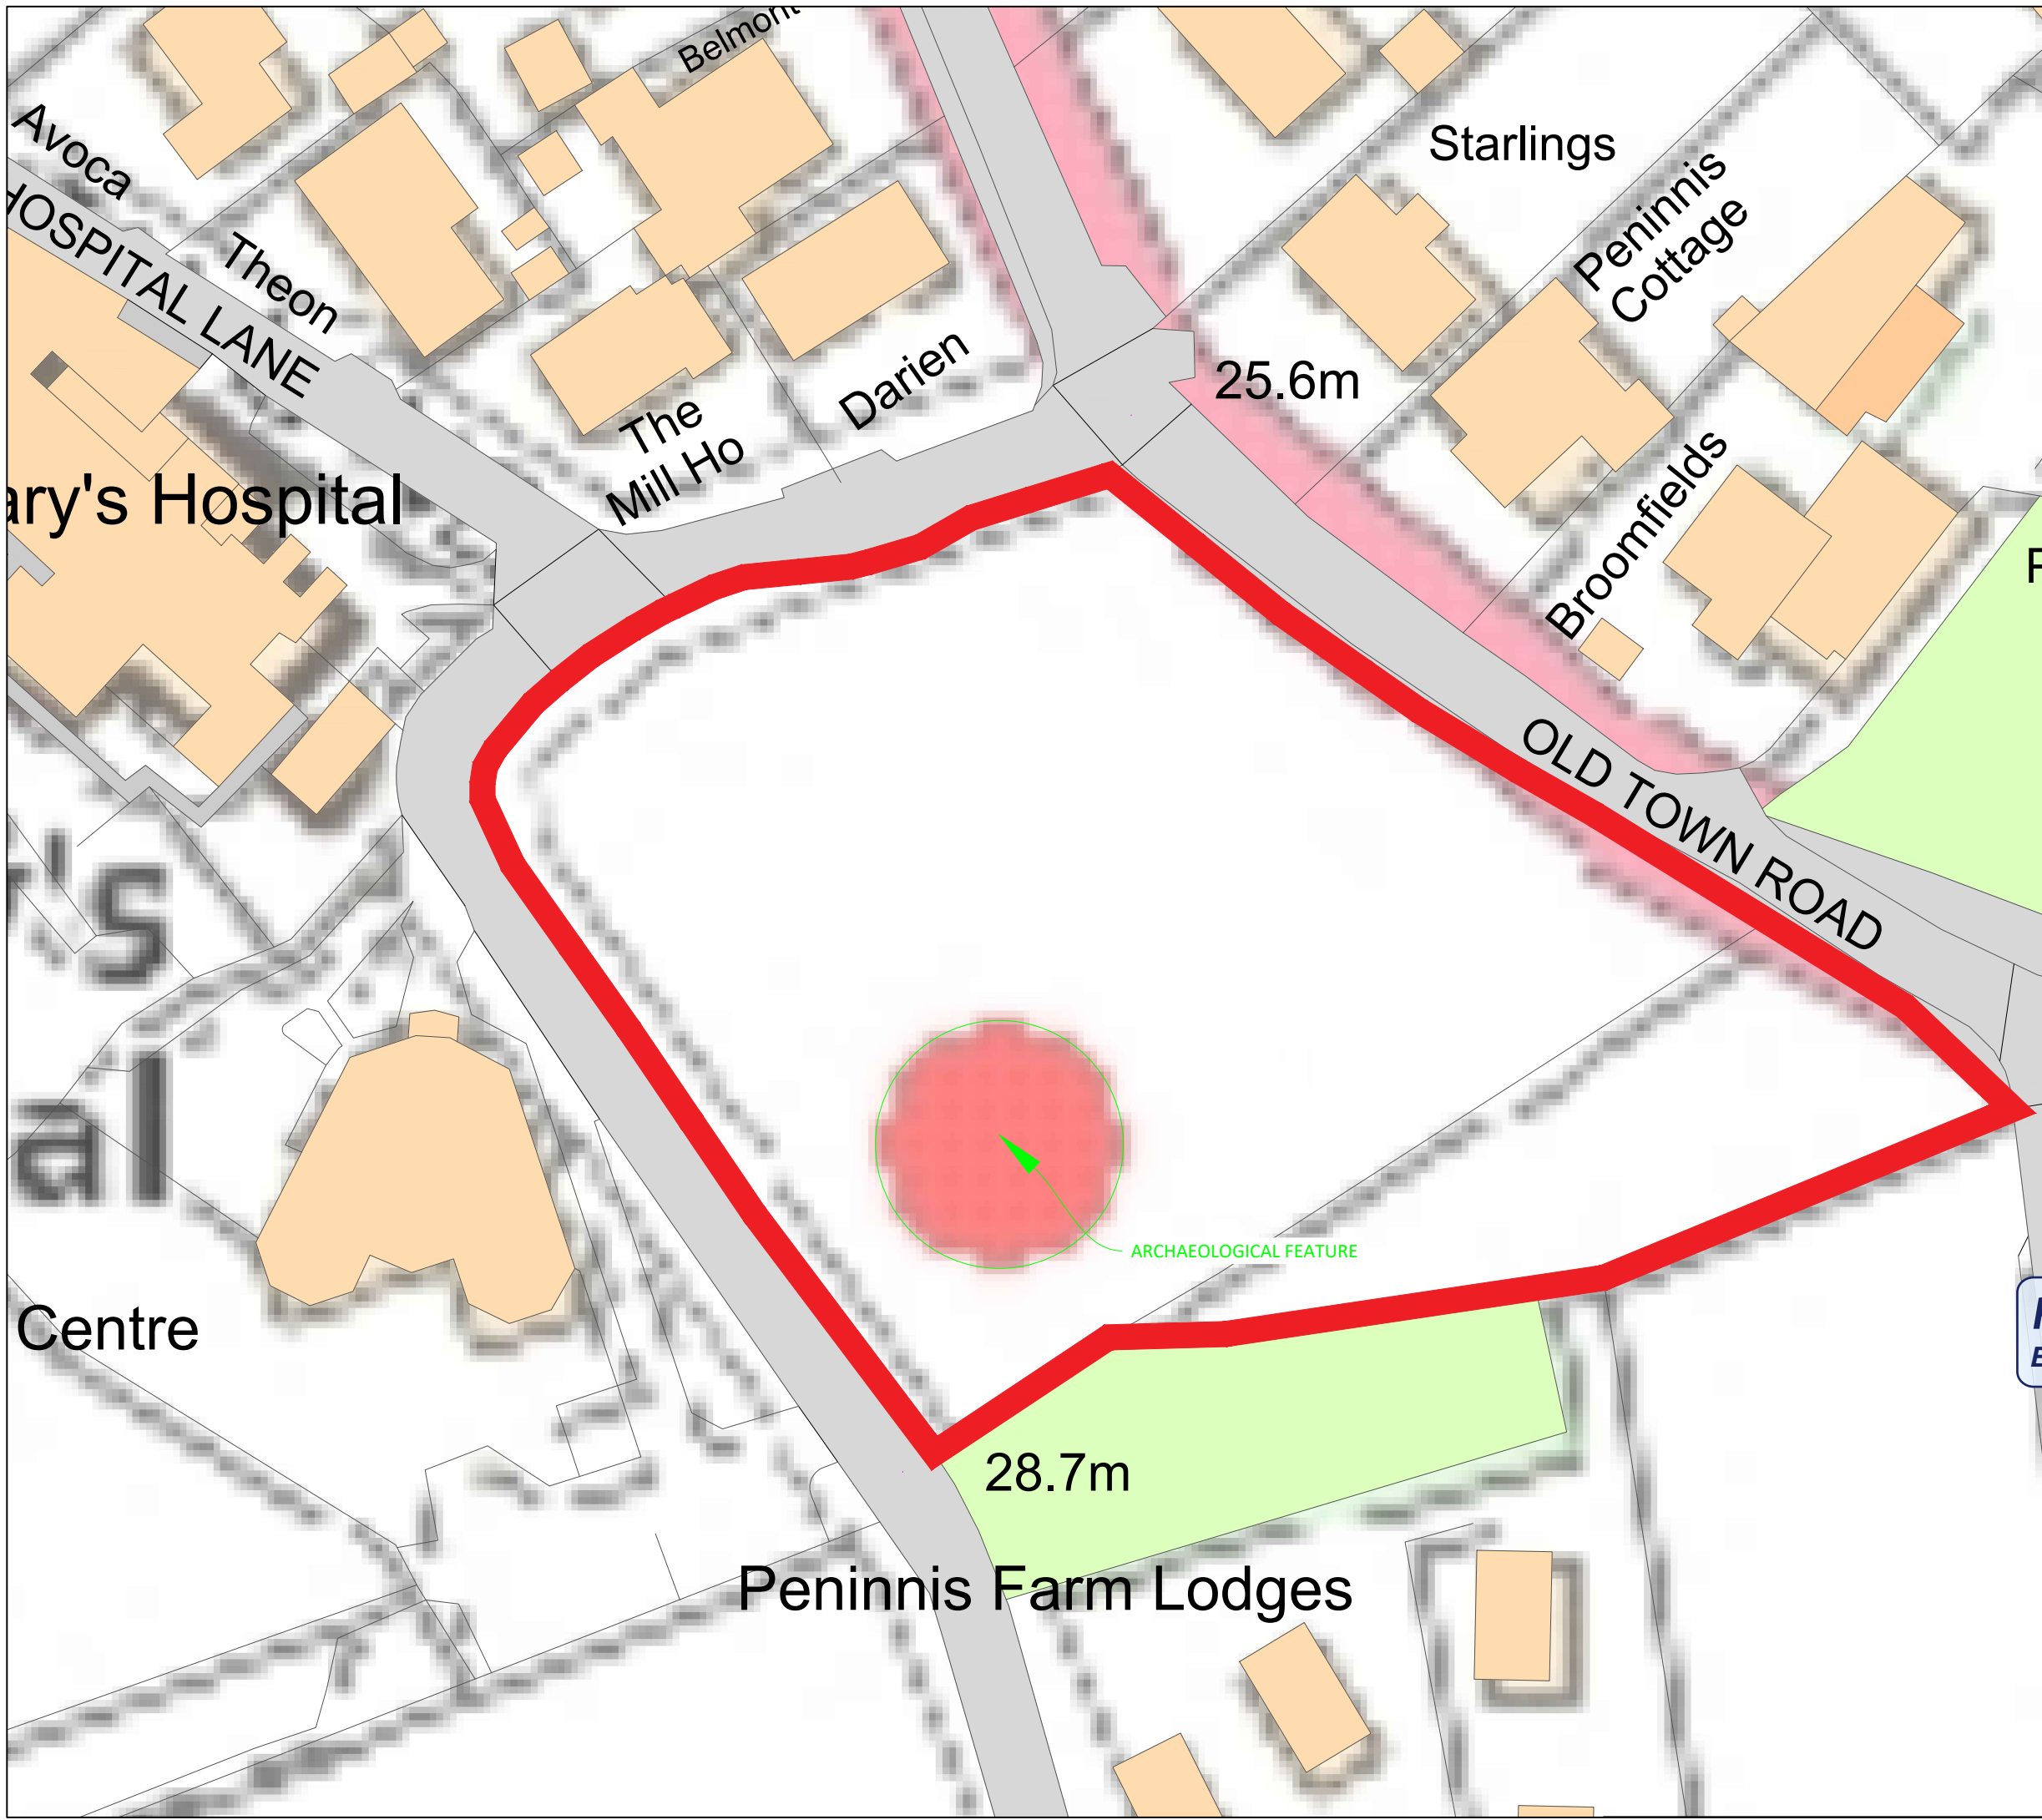 Belmont
Avoca
Starlings
HOSPITAL LANE
Theon
Peninnis
Cottage
25.6m
Darien
The
Mill Ho
ary's Hospital
Broomfields
OLD TOWN ROAD
's
al
ARCHAEOLOGICAL FEATURE
Centre
28.7m
Peninnis Farm Lodges